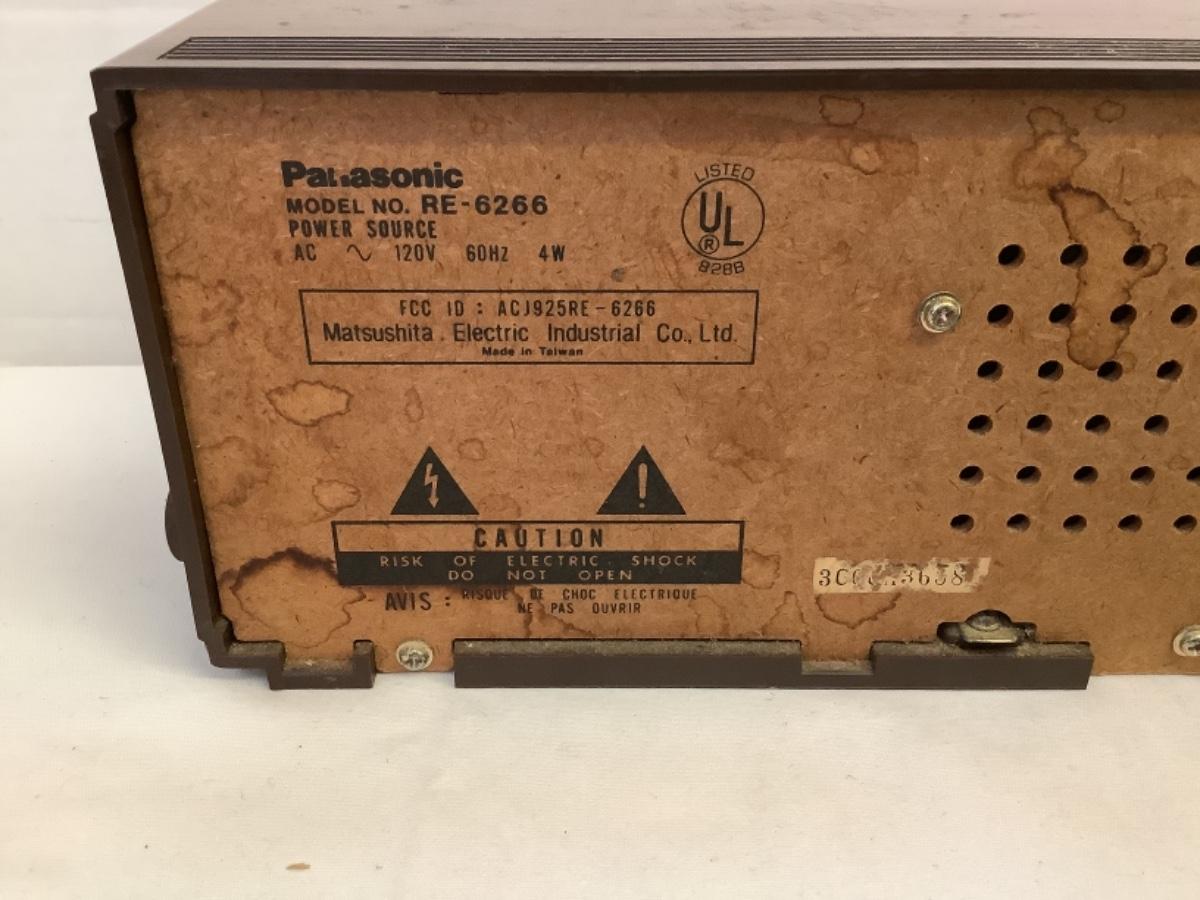 Panasonic
MODEL NO. RE-6266
POWER SOURCE
AC ~ 120V 60Hz 4W
LISTED
UL
®
828B
FCC ID : ACJ925RE-6266
Matsushita Electric Industrial Co., Ltd.
Made in Taiwan
CAUTION
RISK OF ELECTRIC SHOCK
DO NOT OPEN
AVIS : RISQUE DE CHOC ELECTRIQUE
NE PAS OUVRIR